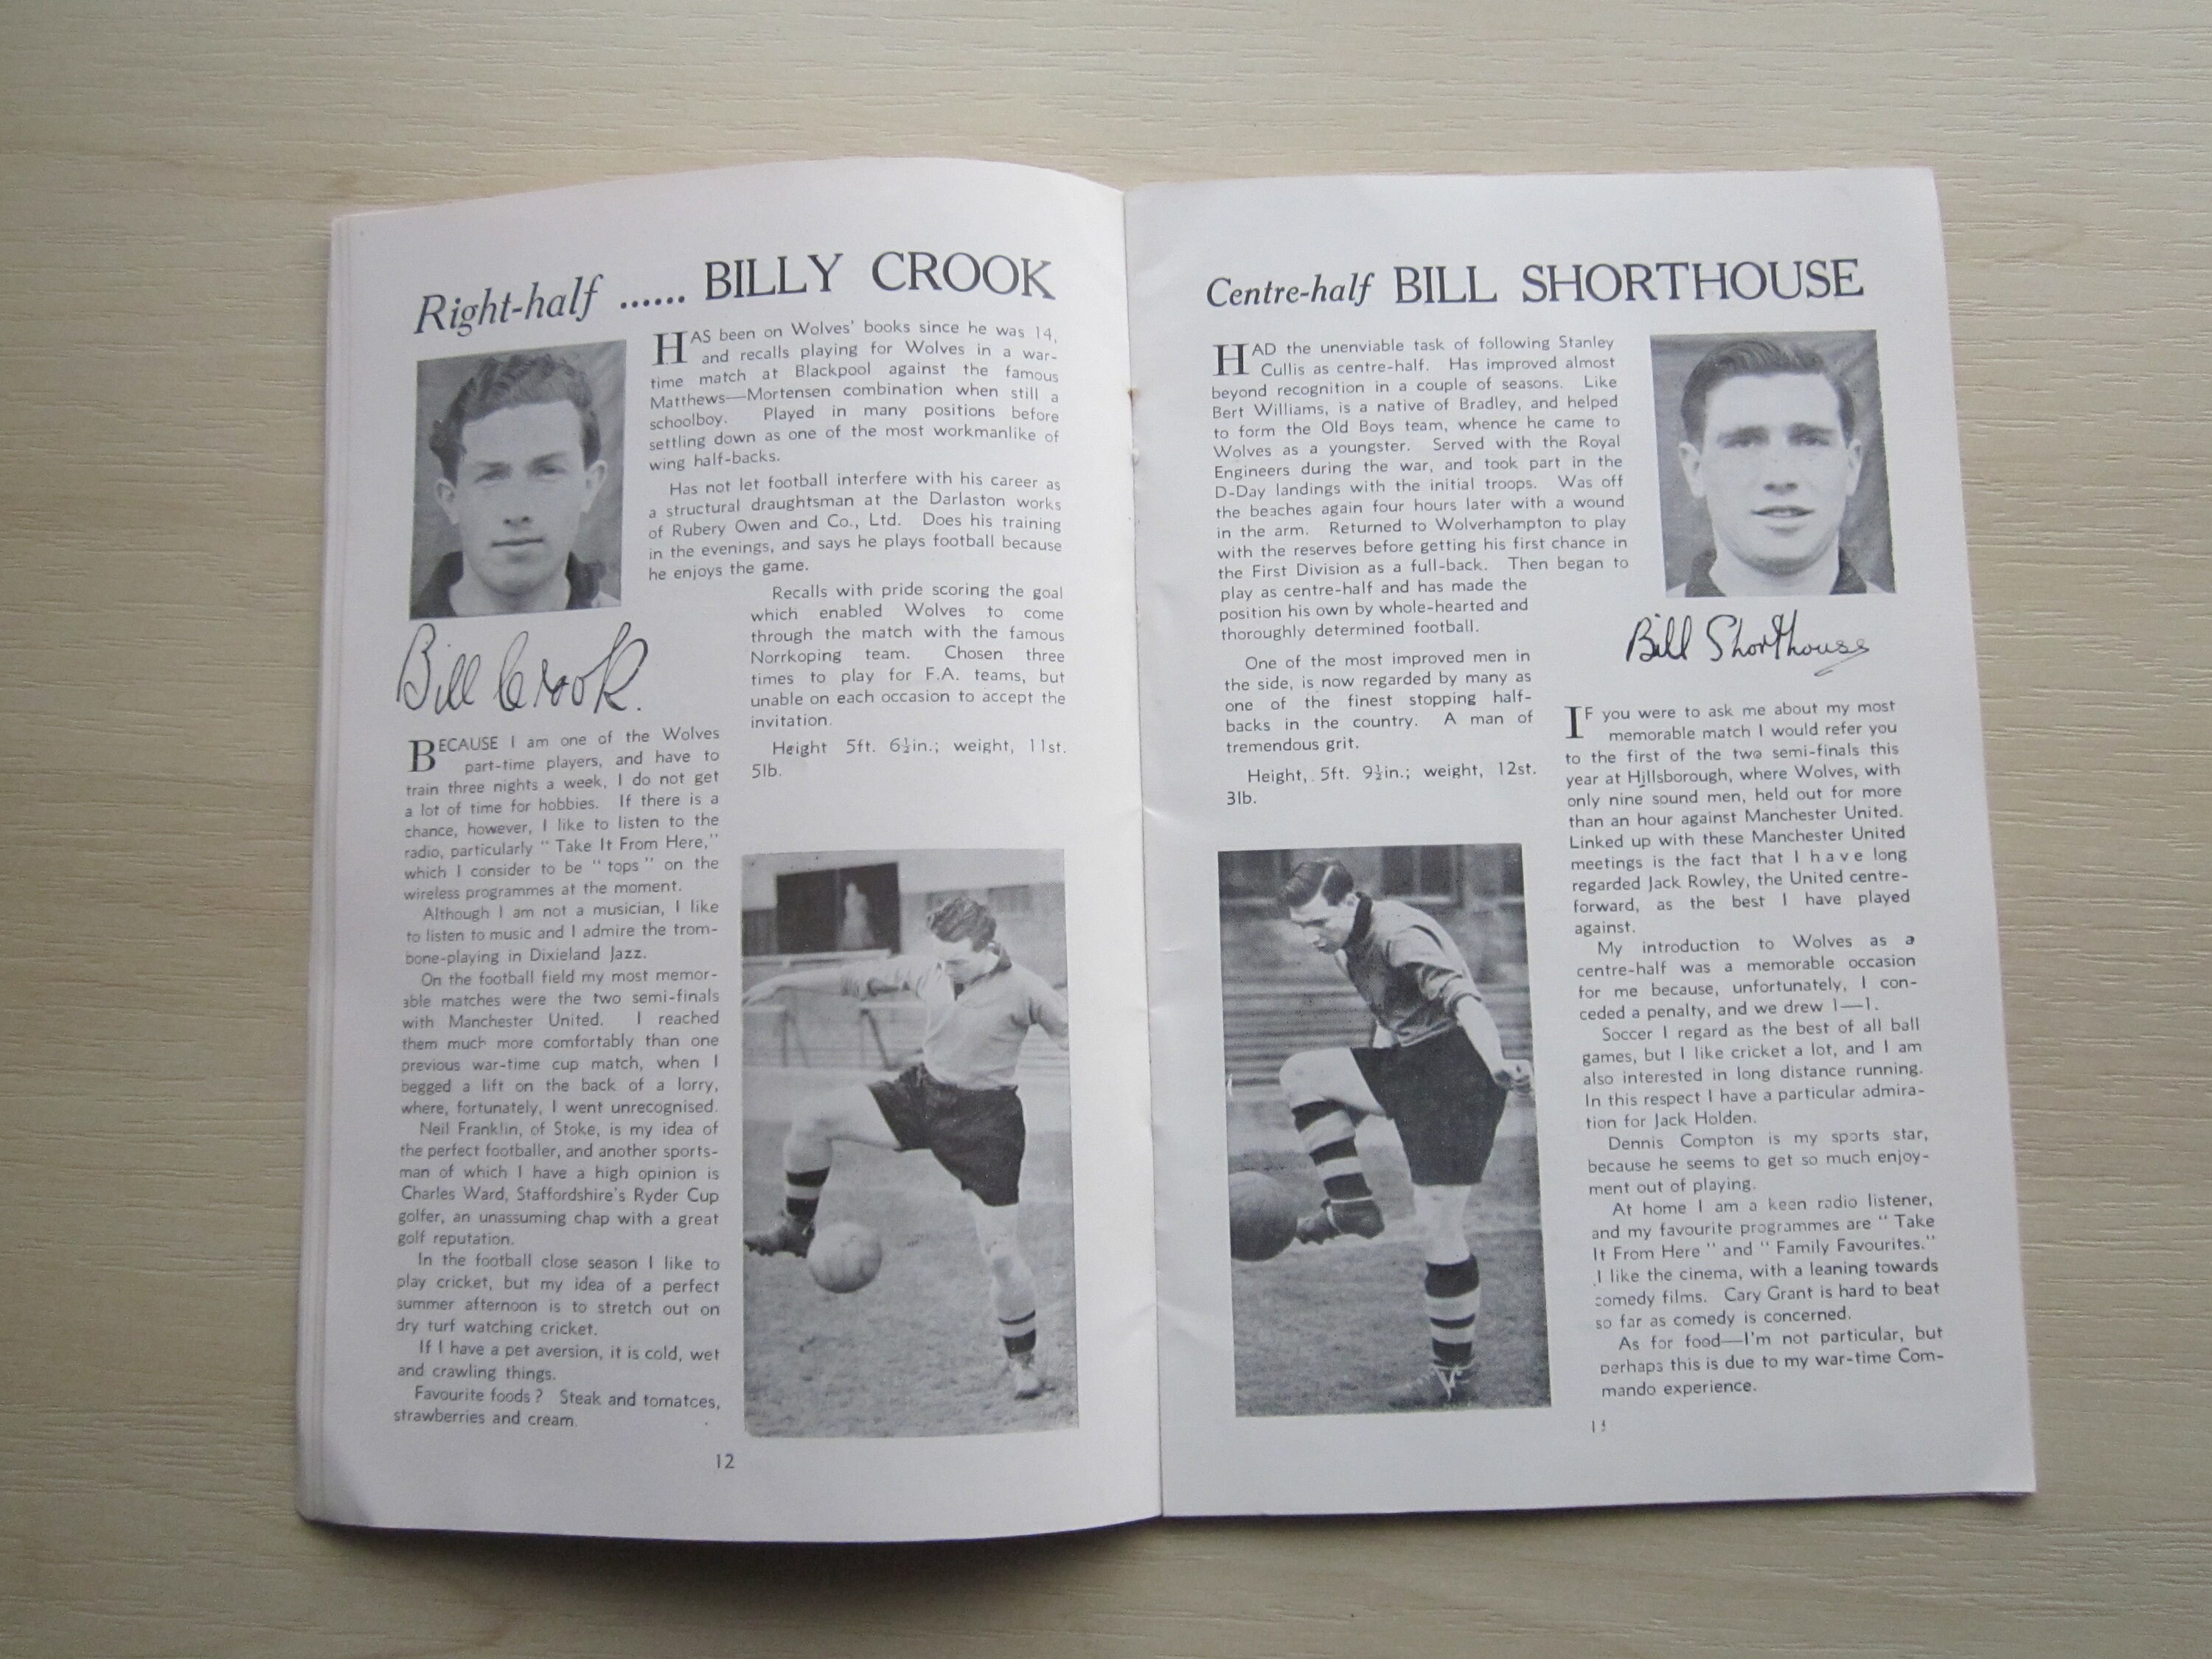 Right-half ...... BILLY CROOK
HAS been on Wolves' books since he was 14,
and recalls playing for Wolves in a war-
time match at Blackpool against the famous
Matthews—Mortensen combination when still a
schoolboy. Played in many positions before
settling down as one of the most workmanlike of
wing half-backs.
Has not let football interfere with his career as
a structural draughtsman at the Darlaston works
of Rubery Owen and Co., Ltd. Does his training
in the evenings, and says he plays football because
he enjoys the game.
Recalls with pride scoring the goal
which enabled Wolves to come
through the match with the famous
Norrkoping team. Chosen three
times to play for F.A. teams, but
unable on each occasion to accept the
invitation.
Height 5ft. 6½in.; weight, 11st.
5lb.
Bill Crook.
BECAUSE I am one of the Wolves
part-time players, and have to
train three nights a week, I do not get
a lot of time for hobbies. If there is a
chance, however, I like to listen to the
radio, particularly "Take It From Here,"
which I consider to be "tops" on the
wireless programmes at the moment.
Although I am not a musician, I like
to listen to music and I admire the trom-
bone-playing in Dixieland Jazz.
On the football field my most memor-
able matches were the two semi-finals
with Manchester United. I reached
them much more comfortably than one
previous war-time cup match, when I
begged a lift on the back of a lorry,
where, fortunately, I went unrecognised.
Neil Franklin, of Stoke, is my idea of
the perfect footballer, and another sports-
man of which I have a high opinion is
Charles Ward, Staffordshire's Ryder Cup
golfer, an unassuming chap with a great
golf reputation.
In the football close season I like to
play cricket, but my idea of a perfect
summer afternoon is to stretch out on
dry turf watching cricket.
If I have a pet aversion, it is cold, wet
and crawling things.
Favourite foods? Steak and tomatoes,
strawberries and cream.
12
Centre-half BILL SHORTHOUSE
HAD the unenviable task of following Stanley
Cullis as centre-half. Has improved almost
beyond recognition in a couple of seasons. Like
Bert Williams, is a native of Bradley, and helped
to form the Old Boys team, whence he came to
Wolves as a youngster. Served with the Royal
Engineers during the war, and took part in the
D-Day landings with the initial troops. Was off
the beaches again four hours later with a wound
in the arm. Returned to Wolverhampton to play
with the reserves before getting his first chance in
the First Division as a full-back. Then began to
play as centre-half and has made the
position his own by whole-hearted and
thoroughly determined football.
One of the most improved men in
the side, is now regarded by many as
one of the finest stopping half-
backs in the country. A man of
tremendous grit.
Height, 5ft. 9½in.; weight, 12st.
3lb.
Bill Shorthouse
IF you were to ask me about my most
memorable match I would refer you
to the first of the two semi-finals this
year at Hillsborough, where Wolves, with
only nine sound men, held out for more
than an hour against Manchester United.
Linked up with these Manchester United
meetings is the fact that I have long
regarded Jack Rowley, the United centre-
forward, as the best I have played
against.
My introduction to Wolves as a
centre-half was a memorable occasion
for me because, unfortunately, I con-
ceded a penalty, and we drew 1—1.
Soccer I regard as the best of all ball
games, but I like cricket a lot, and I am
also interested in long distance running.
In this respect I have a particular admira-
tion for Jack Holden.
Dennis Compton is my sports star,
because he seems to get so much enjoy-
ment out of playing.
At home I am a keen radio listener,
and my favourite programmes are "Take
It From Here" and "Family Favourites."
I like the cinema, with a leaning towards
comedy films. Cary Grant is hard to beat
so far as comedy is concerned.
As for food—I'm not particular, but
perhaps this is due to my war-time Com-
mando experience.
13